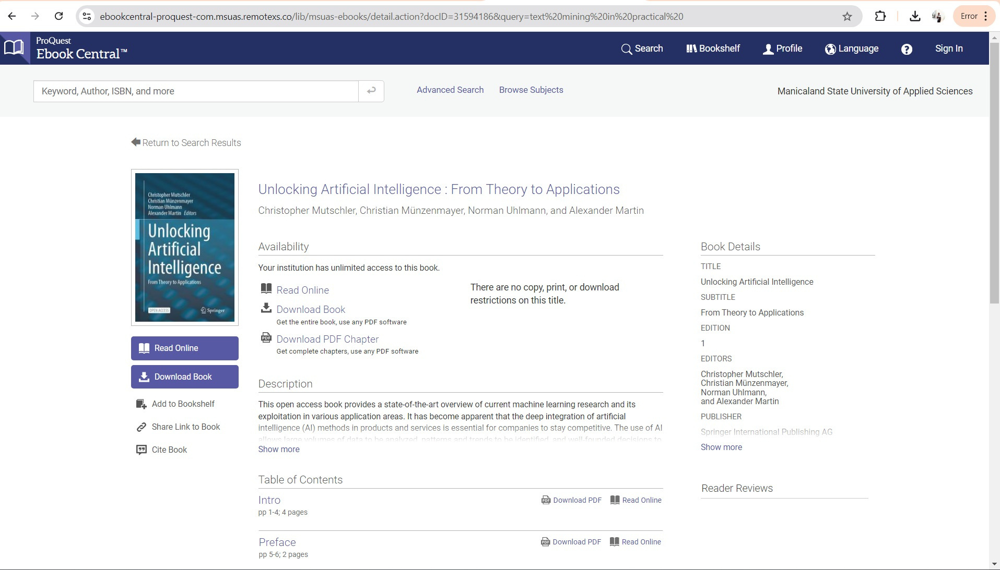 ebookcentral-proquest-com.msuas.remotexs.co/lib/msuas-ebooks/detail.action?docID=31594186&query=text%20mining%20in%20practical%20
Error
ProQuest
Ebook Central™
Search
Bookshelf
Profile
Language
?
Sign In
Keyword, Author, ISBN, and more
Advanced Search
Browse Subjects
Manicaland State University of Applied Sciences
Return to Search Results
Christopher Mutschler
Christian Münzenmayer
Norman Uhlmann
Alexander Martin Editors
Unlocking
Artificial
Intelligence
From Theory to Applications
OPEN ACCESS
Springer
Read Online
Download Book
Add to Bookshelf
Share Link to Book
Cite Book
Unlocking Artificial Intelligence : From Theory to Applications
Christopher Mutschler, Christian Münzenmayer, Norman Uhlmann, and Alexander Martin
Availability
Your institution has unlimited access to this book.
Read Online
Download Book
Get the entire book, use any PDF software
PDF
Download PDF Chapter
Get complete chapters, use any PDF software
There are no copy, print, or download
restrictions on this title.
Description
This open access book provides a state-of-the-art overview of current machine learning research and its
exploitation in various application areas. It has become apparent that the deep integration of artificial
intelligence (AI) methods in products and services is essential for companies to stay competitive. The use of AI
allows large volumes of data to be analyzed, patterns and trends to be identified, and well-founded decisions to
Show more
Table of Contents
Intro
pp 1-4; 4 pages
PDF
Download PDF
Read Online
Preface
pp 5-6; 2 pages
PDF
Download PDF
Read Online
Book Details
TITLE
Unlocking Artificial Intelligence
SUBTITLE
From Theory to Applications
EDITION
1
EDITORS
Christopher Mutschler,
Christian Münzenmayer,
Norman Uhlmann,
and Alexander Martin
PUBLISHER
Springer International Publishing AG
Show more
Reader Reviews